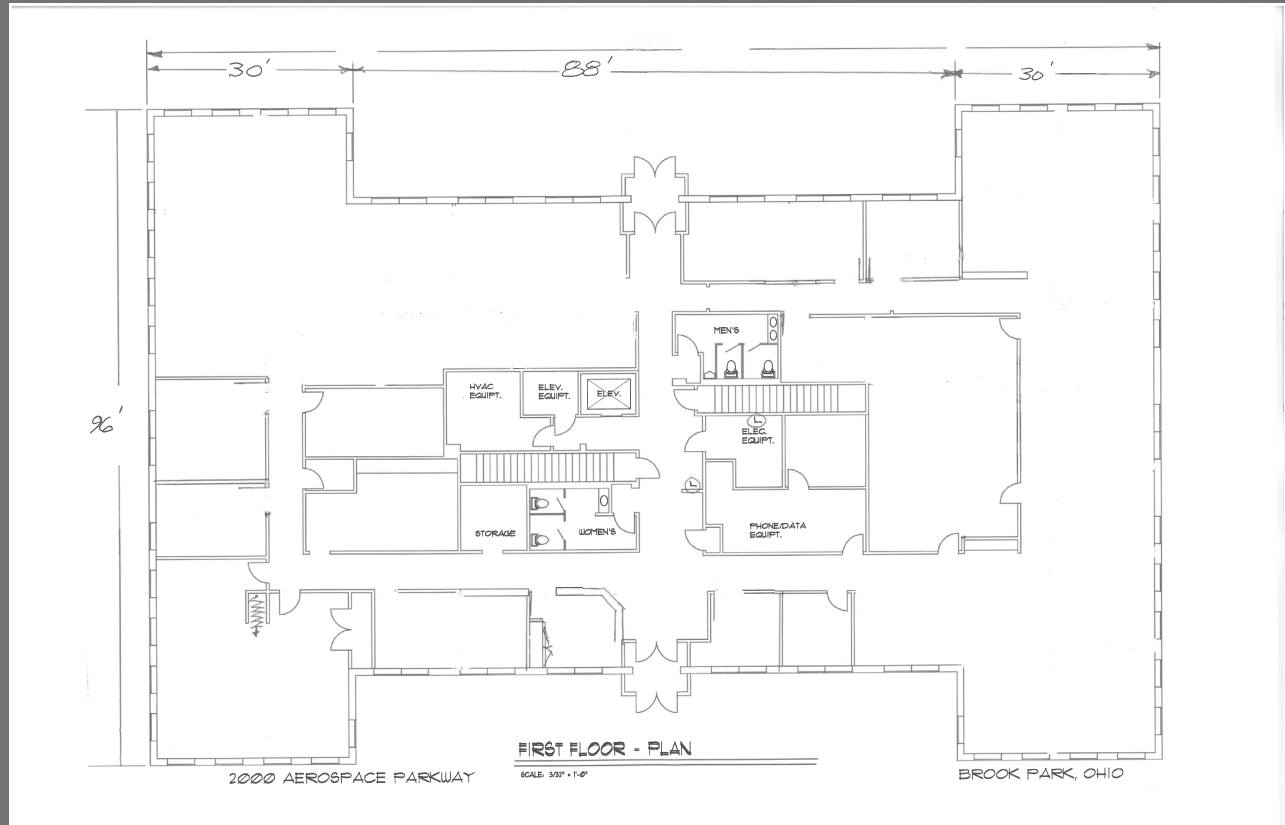 30' 88' 30'
96'
MEN'S
HVAC
EQUIPT.
ELEV.
EQUIPT.
ELEV.
ELEC.
EQUIPT.
STORAGE
WOMEN'S
PHONE/DATA
EQUIPT.
FIRST FLOOR - PLAN
SCALE: 3/32" = 1'-0"
2000 AEROSPACE PARKWAY
BROOK PARK, OHIO